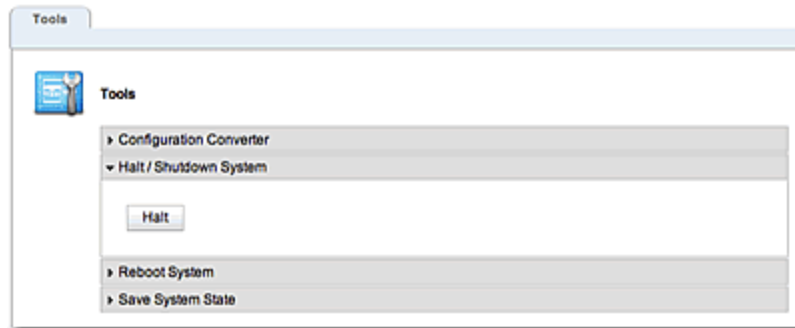 Tools
Tools
Configuration Converter
Halt / Shutdown System
Halt
Reboot System
Save System State